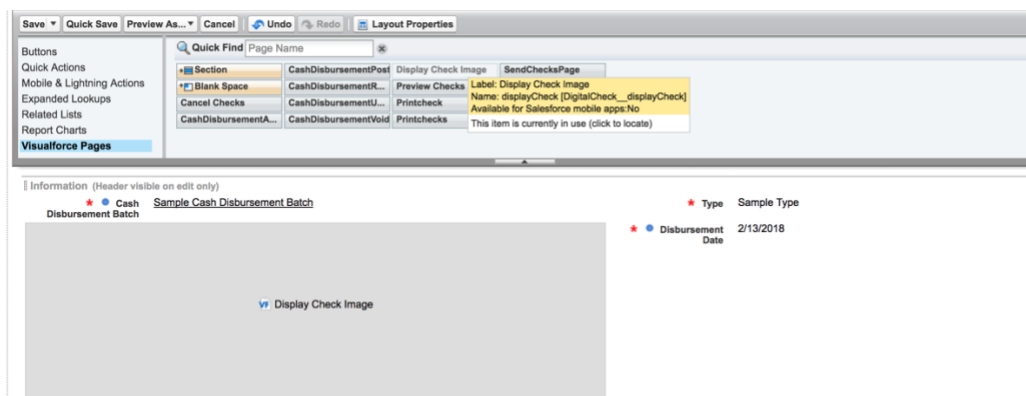 Save Quick Save Preview As... Cancel Undo Redo Layout Properties
Buttons
Quick Actions
Mobile & Lightning Actions
Expanded Lookups
Related Lists
Report Charts
Visualforce Pages
Quick Find Page Name
Section CashDisbursementPost Display Check Image SendChecksPage
Blank Space CashDisbursementR... Preview Checks
Cancel Checks CashDisbursementU... Printcheck
CashDisbursementA... CashDisbursementVoid Printchecks
Label: Display Check Image
Name: displayCheck [DigitalCheck__displayCheck]
Available for Salesforce mobile apps:No
This item is currently in use (click to locate)
Information (Header visible on edit only)
* Cash Disbursement Batch Sample Cash Disbursement Batch
* Type Sample Type
* Disbursement Date 2/13/2018
VF Display Check Image